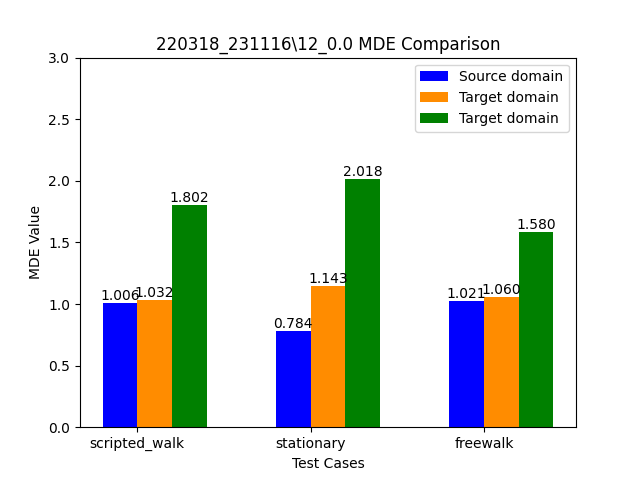 220318_231116\12_0.0 MDE Comparison
3.0
2.5
2.0
1.5
1.0
0.5
0.0
MDE Value
Source domain
Target domain
Target domain
1.006
1.032
1.802
0.784
1.143
2.018
1.021
1.060
1.580
scripted_walk
stationary
freewalk
Test Cases